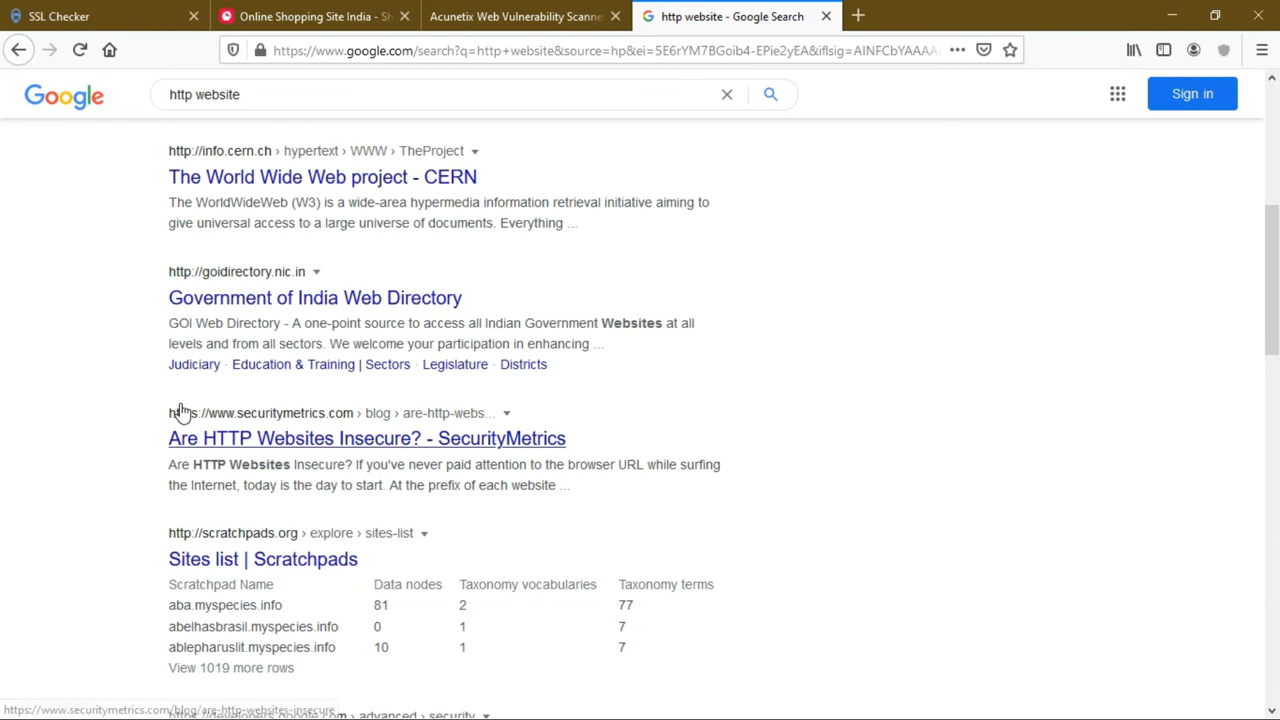 SSL Checker
Online Shopping Site India - Sh
Acunetix Web Vulnerability Scanne
http website - Google Search
https://www.google.com/search?q=http+website&source=hp&ei=5E6rYM7BGoib4-EPie2yEA&iflsig=AINFCbYAAAA
Google
http website
Sign in
http://info.cern.ch › hypertext › WWW › TheProject
The World Wide Web project - CERN
The WorldWideWeb (W3) is a wide-area hypermedia information retrieval initiative aiming to
give universal access to a large universe of documents. Everything ...
http://goidirectory.nic.in
Government of India Web Directory
GOI Web Directory - A one-point source to access all Indian Government Websites at all
levels and from all sectors. We welcome your participation in enhancing ...
Judiciary · Education & Training | Sectors · Legislature · Districts
https://www.securitymetrics.com › blog › are-http-webs...
Are HTTP Websites Insecure? - SecurityMetrics
Are HTTP Websites Insecure? If you've never paid attention to the browser URL while surfing
the Internet, today is the day to start. At the prefix of each website ...
http://scratchpads.org › explore › sites-list
Sites list | Scratchpads
Scratchpad Name Data nodes Taxonomy vocabularies Taxonomy terms
aba.myspecies.info 81 2 77
abelhasbrasil.myspecies.info 0 1 7
ablepharuslit.myspecies.info 10 1 7
View 1019 more rows
https://www.securitymetrics.com/blog/are-http-websites-insecure
https://developers.google.com › advanced › security